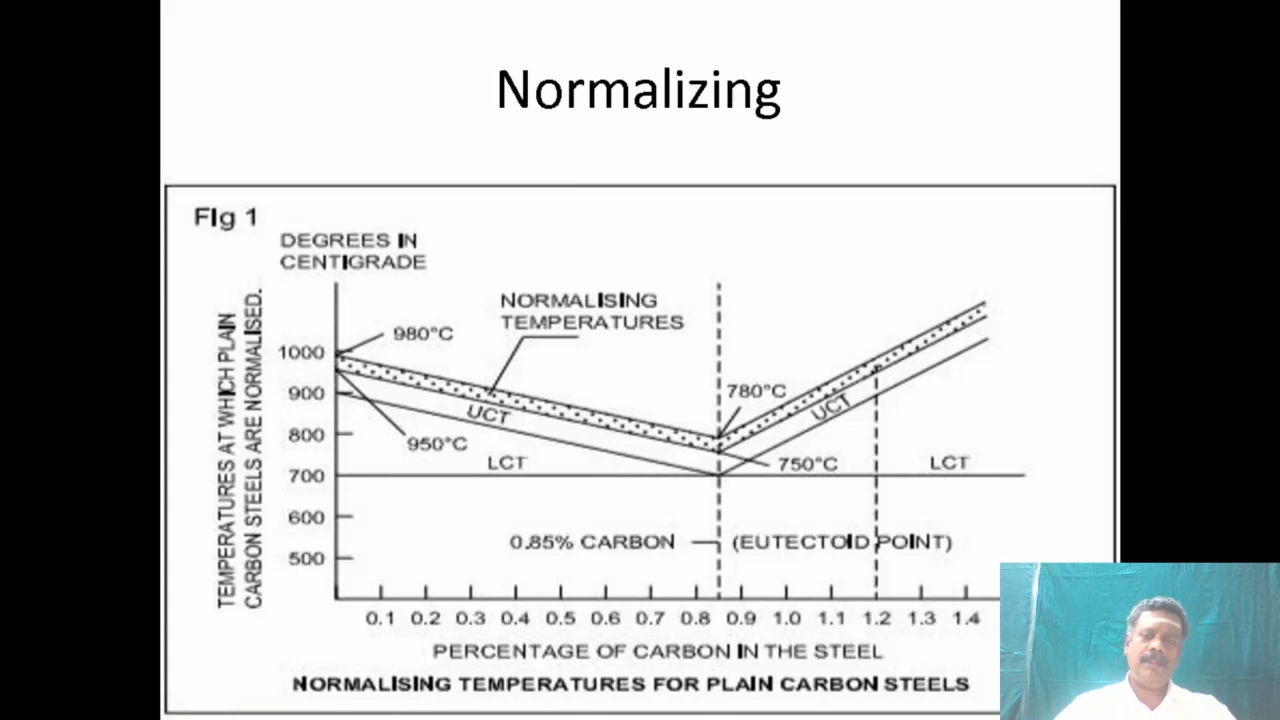 Normalizing
FIg 1
DEGREES IN
CENTIGRADE
TEMPERATURES AT WHICH PLAIN
CARBON STEELS ARE NORMALISED.
NORMALISING
TEMPERATURES
980°C
1000
900
800
700
600
500
UCT
950°C
LCT
780°C
UCT
750°C
LCT
0.85% CARBON
(EUTECTOID POINT)
0.1 0.2 0.3 0.4 0.5 0.6 0.7 0.8 0.9 1.0 1.1 1.2 1.3 1.4
PERCENTAGE OF CARBON IN THE STEEL
NORMALISING TEMPERATURES FOR PLAIN CARBON STEELS